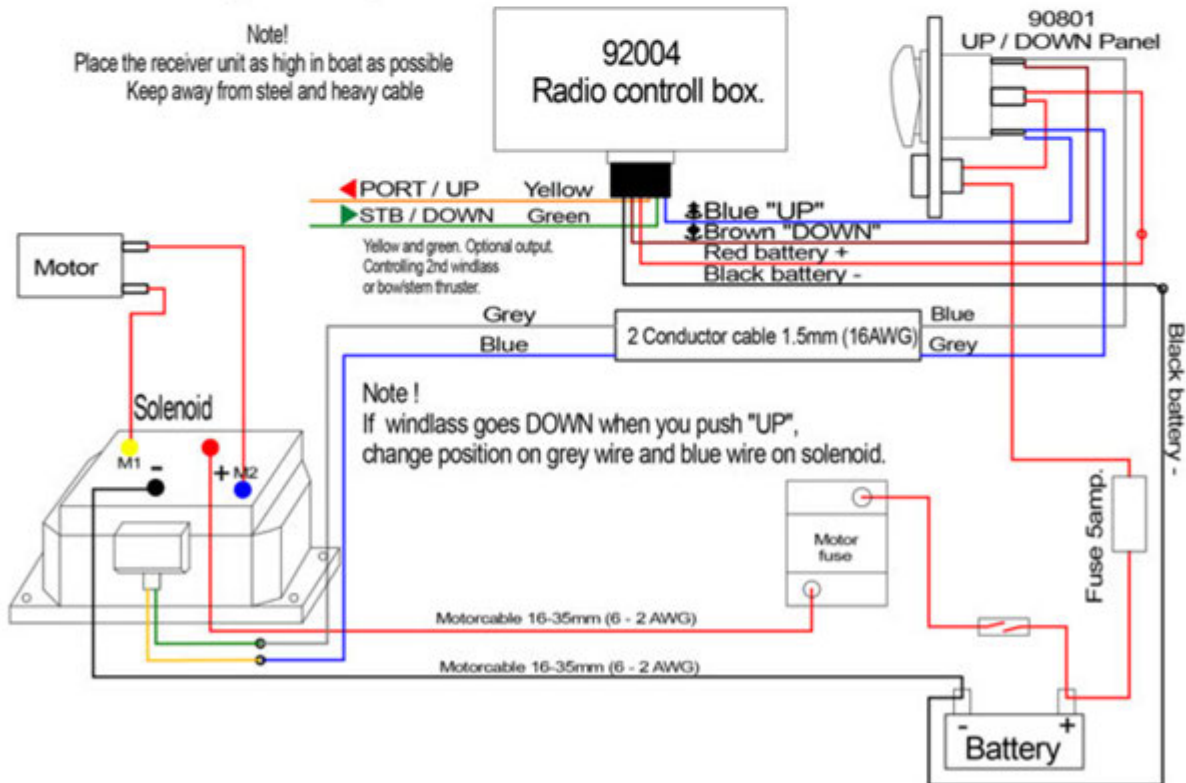 Note!
Place the receiver unit as high in boat as possible
Keep away from steel and heavy cable
92004
Radio controll box.
90801
UP / DOWN Panel
PORT / UP Yellow
STB / DOWN Green
Yellow and green. Optional output.
Controlling 2nd windlass
or bow/stern thruster.
Blue "UP"
Brown "DOWN"
Red battery +
Black battery -
Motor
Grey
Blue
2 Conductor cable 1.5mm (16AWG)
Blue
Grey
Black battery -
Note !
If windlass goes DOWN when you push "UP",
change position on grey wire and blue wire on solenoid.
Solenoid
M1
-
+
M2
Motor
fuse
Fuse 5amp.
Motorcable 16-35mm (6 - 2 AWG)
Motorcable 16-35mm (6 - 2 AWG)
- +
Battery